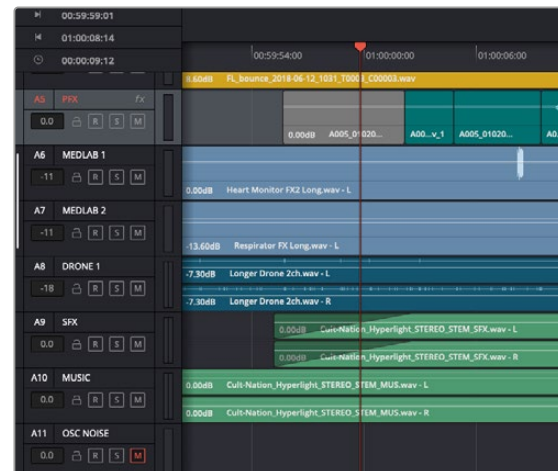 00:59:59:01
01:00:08:14
00:00:09:12
00:59:54:00 01:00:00:00 01:00:06:00
8.60dB FL_bounce_2018-06-12_1031_T0003_C00003.wav
A5 PFX fx
0.0 R S M
0.00dB A005_01020... A00...v_1 A005_01020... A0
A6 MEDLAB 1
-11 R S M
0.00dB Heart Monitor FX2 Long.wav - L
A7 MEDLAB 2
-11 R S M
-13.60dB Respirator FX Long.wav - L
A8 DRONE 1
-7.30dB Longer Drone 2ch.wav - L
-18 R S M
-7.30dB Longer Drone 2ch.wav - R
A9 SFX
0.00dB Cult-Nation_Hyperlight_STEREO_STEM_SFX.wav - L
0.0 R S M
0.00dB Cult-Nation_Hyperlight_STEREO_STEM_SFX.wav - R
A10 MUSIC
0.00dB Cult-Nation_Hyperlight_STEREO_STEM_MUS.wav - L
0.0 R S M
0.00dB Cult-Nation_Hyperlight_STEREO_STEM_MUS.wav - R
A11 OSC NOISE
0.0 R S M